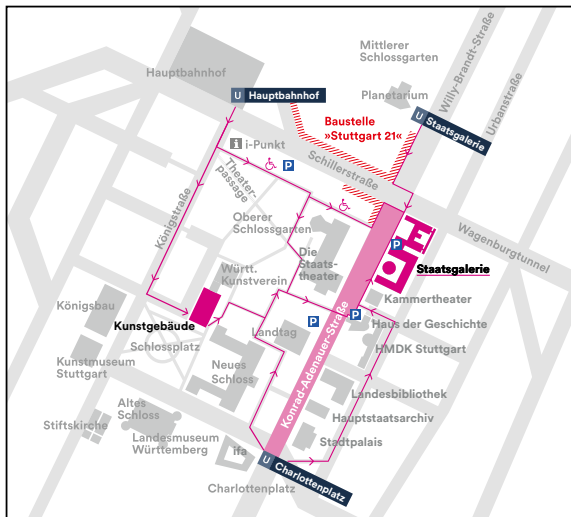 Mittlerer
Schlossgarten
Willy-Brandt-Straße
Urbanstraße
Hauptbahnhof
Planetarium
U Hauptbahnhof
U Staatsgalerie
Baustelle
»Stuttgart 21«
i i-Punkt
Schillerstraße
P
Theater-
passage
Königstraße
Oberer
Schlossgarten
Wagenburgtunnel
Die
Staats-
theater
P
Staatsgalerie
Württ.
Kunstverein
Kammertheater
Königsbau
Kunstgebäude
P
P
Haus der Geschichte
Landtag
Schlossplatz
HMDK Stuttgart
Konrad-Adenauer-Straße
Kunstmuseum
Stuttgart
Neues
Schloss
Landesbibliothek
Altes
Schloss
Hauptstaatsarchiv
Stiftskirche
Stadtpalais
Landesmuseum
Württemberg
ifa
U Charlottenplatz
Charlottenplatz